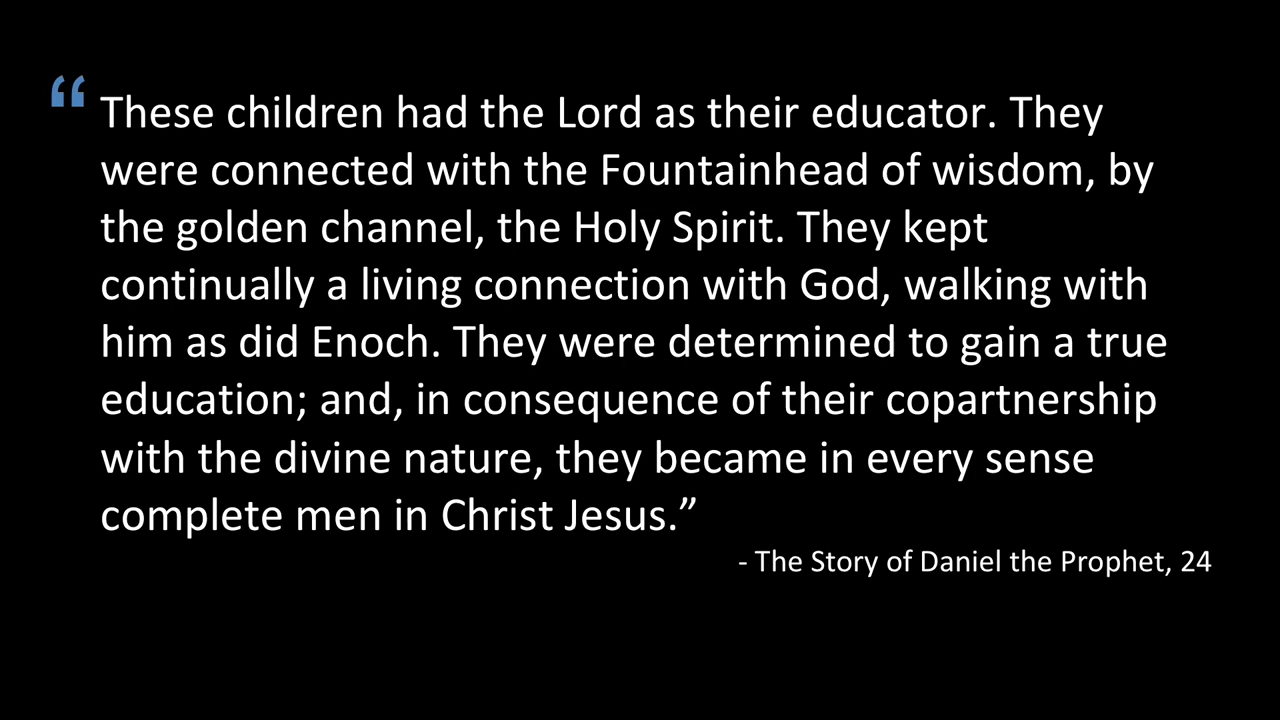 “These children had the Lord as their educator. They
were connected with the Fountainhead of wisdom, by
the golden channel, the Holy Spirit. They kept
continually a living connection with God, walking with
him as did Enoch. They were determined to gain a true
education; and, in consequence of their copartnership
with the divine nature, they became in every sense
complete men in Christ Jesus.”
- The Story of Daniel the Prophet, 24